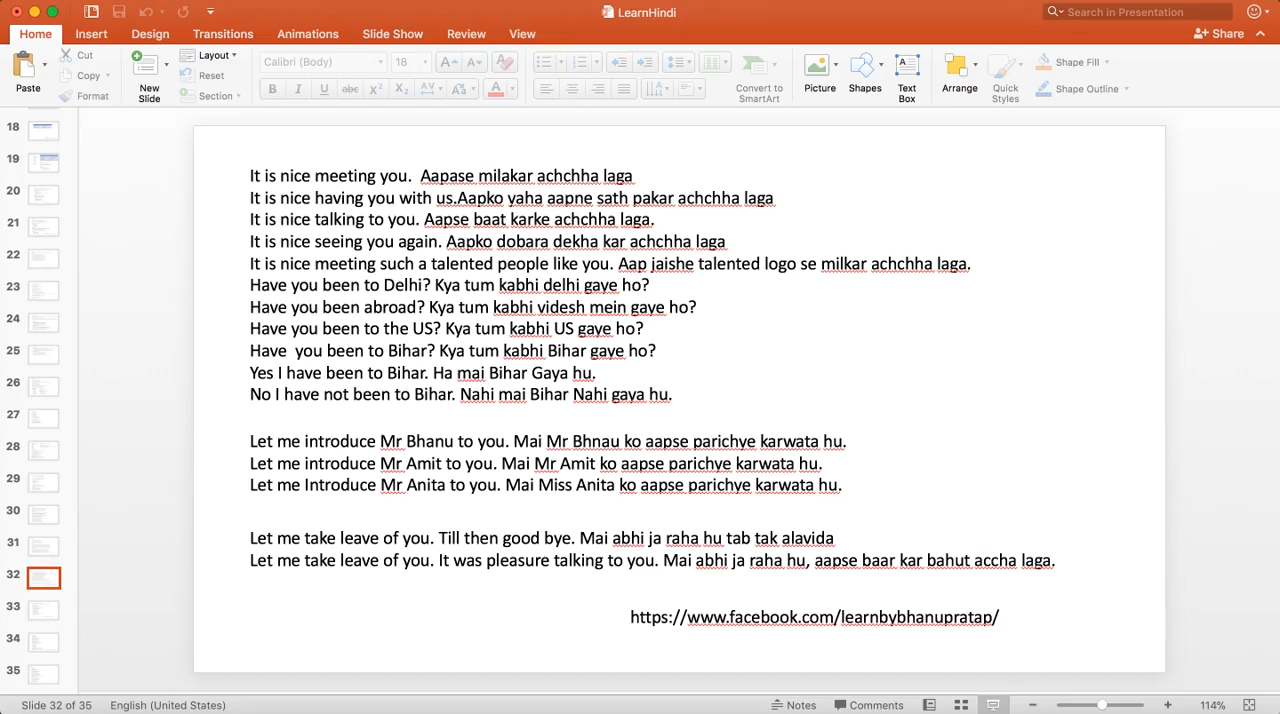 LearnHindi
Search in Presentation
Home Insert Design Transitions Animations Slide Show Review View Share
Paste Cut Copy Format New Slide Layout Reset Section Calibri (Body) 18 Convert to SmartArt Picture Shapes Text Box Arrange Quick Styles Shape Fill Shape Outline
18
19
20
21
22
23
24
25
26
27
28
29
30
31
32
33
34
35
It is nice meeting you.  Aapase milakar achchha laga
It is nice having you with us.Aapko yaha aapne sath pakar achchha laga
It is nice talking to you. Aapse baat karke achchha laga.
It is nice seeing you again. Aapko dobara dekha kar achchha laga
It is nice meeting such a talented people like you. Aap jaishe talented logo se milkar achchha laga.
Have you been to Delhi? Kya tum kabhi delhi gaye ho?
Have you been abroad? Kya tum kabhi videsh mein gaye ho?
Have you been to the US? Kya tum kabhi US gaye ho?
Have  you been to Bihar? Kya tum kabhi Bihar gaye ho?
Yes I have been to Bihar. Ha mai Bihar Gaya hu.
No I have not been to Bihar. Nahi mai Bihar Nahi gaya hu.
Let me introduce Mr Bhanu to you. Mai Mr Bhnau ko aapse parichye karwata hu.
Let me introduce Mr Amit to you. Mai Mr Amit ko aapse parichye karwata hu.
Let me Introduce Mr Anita to you. Mai Miss Anita ko aapse parichye karwata hu.
Let me take leave of you. Till then good bye. Mai abhi ja raha hu tab tak alavida
Let me take leave of you. It was pleasure talking to you. Mai abhi ja raha hu, aapse baar kar bahut accha laga.
https://www.facebook.com/learnbybhanupratap/
Slide 32 of 35 English (United States) Notes Comments 114%